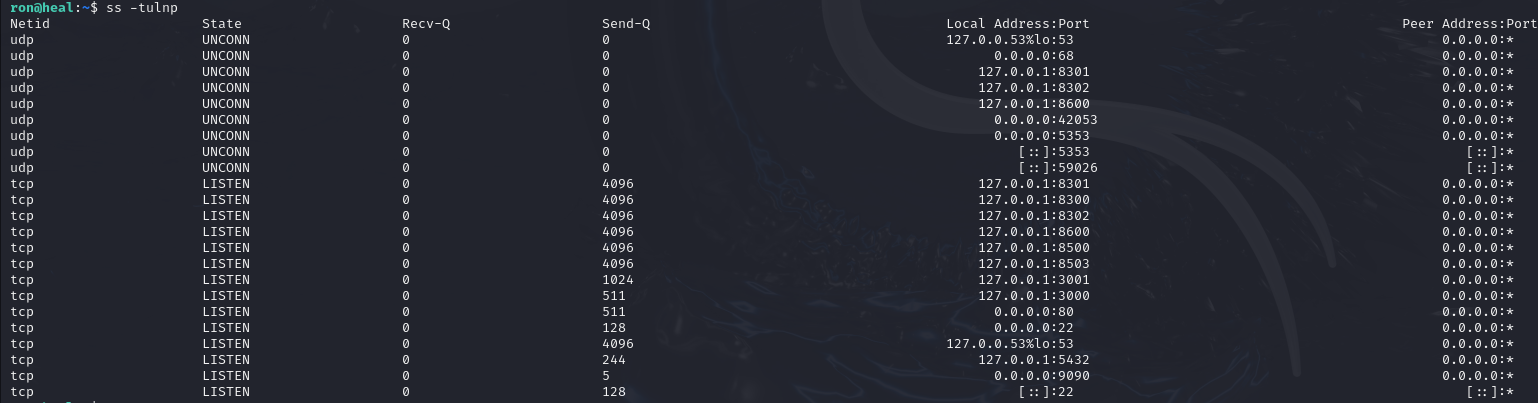 ron@heal:~$ ss -tulnp
Netid State Recv-Q Send-Q Local Address:Port Peer Address:Port
udp UNCONN 0 0 127.0.0.53%lo:53 0.0.0.0:*
udp UNCONN 0 0 0.0.0.0:68 0.0.0.0:*
udp UNCONN 0 0 127.0.0.1:8301 0.0.0.0:*
udp UNCONN 0 0 127.0.0.1:8302 0.0.0.0:*
udp UNCONN 0 0 127.0.0.1:8600 0.0.0.0:*
udp UNCONN 0 0 0.0.0.0:42053 0.0.0.0:*
udp UNCONN 0 0 0.0.0.0:5353 0.0.0.0:*
udp UNCONN 0 0 [::]:5353 [::]:*
udp UNCONN 0 0 [::]:59026 [::]:*
tcp LISTEN 0 4096 127.0.0.1:8301 0.0.0.0:*
tcp LISTEN 0 4096 127.0.0.1:8300 0.0.0.0:*
tcp LISTEN 0 4096 127.0.0.1:8302 0.0.0.0:*
tcp LISTEN 0 4096 127.0.0.1:8600 0.0.0.0:*
tcp LISTEN 0 4096 127.0.0.1:8500 0.0.0.0:*
tcp LISTEN 0 4096 127.0.0.1:8503 0.0.0.0:*
tcp LISTEN 0 1024 127.0.0.1:3001 0.0.0.0:*
tcp LISTEN 0 511 127.0.0.1:3000 0.0.0.0:*
tcp LISTEN 0 511 0.0.0.0:80 0.0.0.0:*
tcp LISTEN 0 128 0.0.0.0:22 0.0.0.0:*
tcp LISTEN 0 4096 127.0.0.53%lo:53 0.0.0.0:*
tcp LISTEN 0 244 127.0.0.1:5432 0.0.0.0:*
tcp LISTEN 0 5 0.0.0.0:9090 0.0.0.0:*
tcp LISTEN 0 128 [::]:22 [::]:*